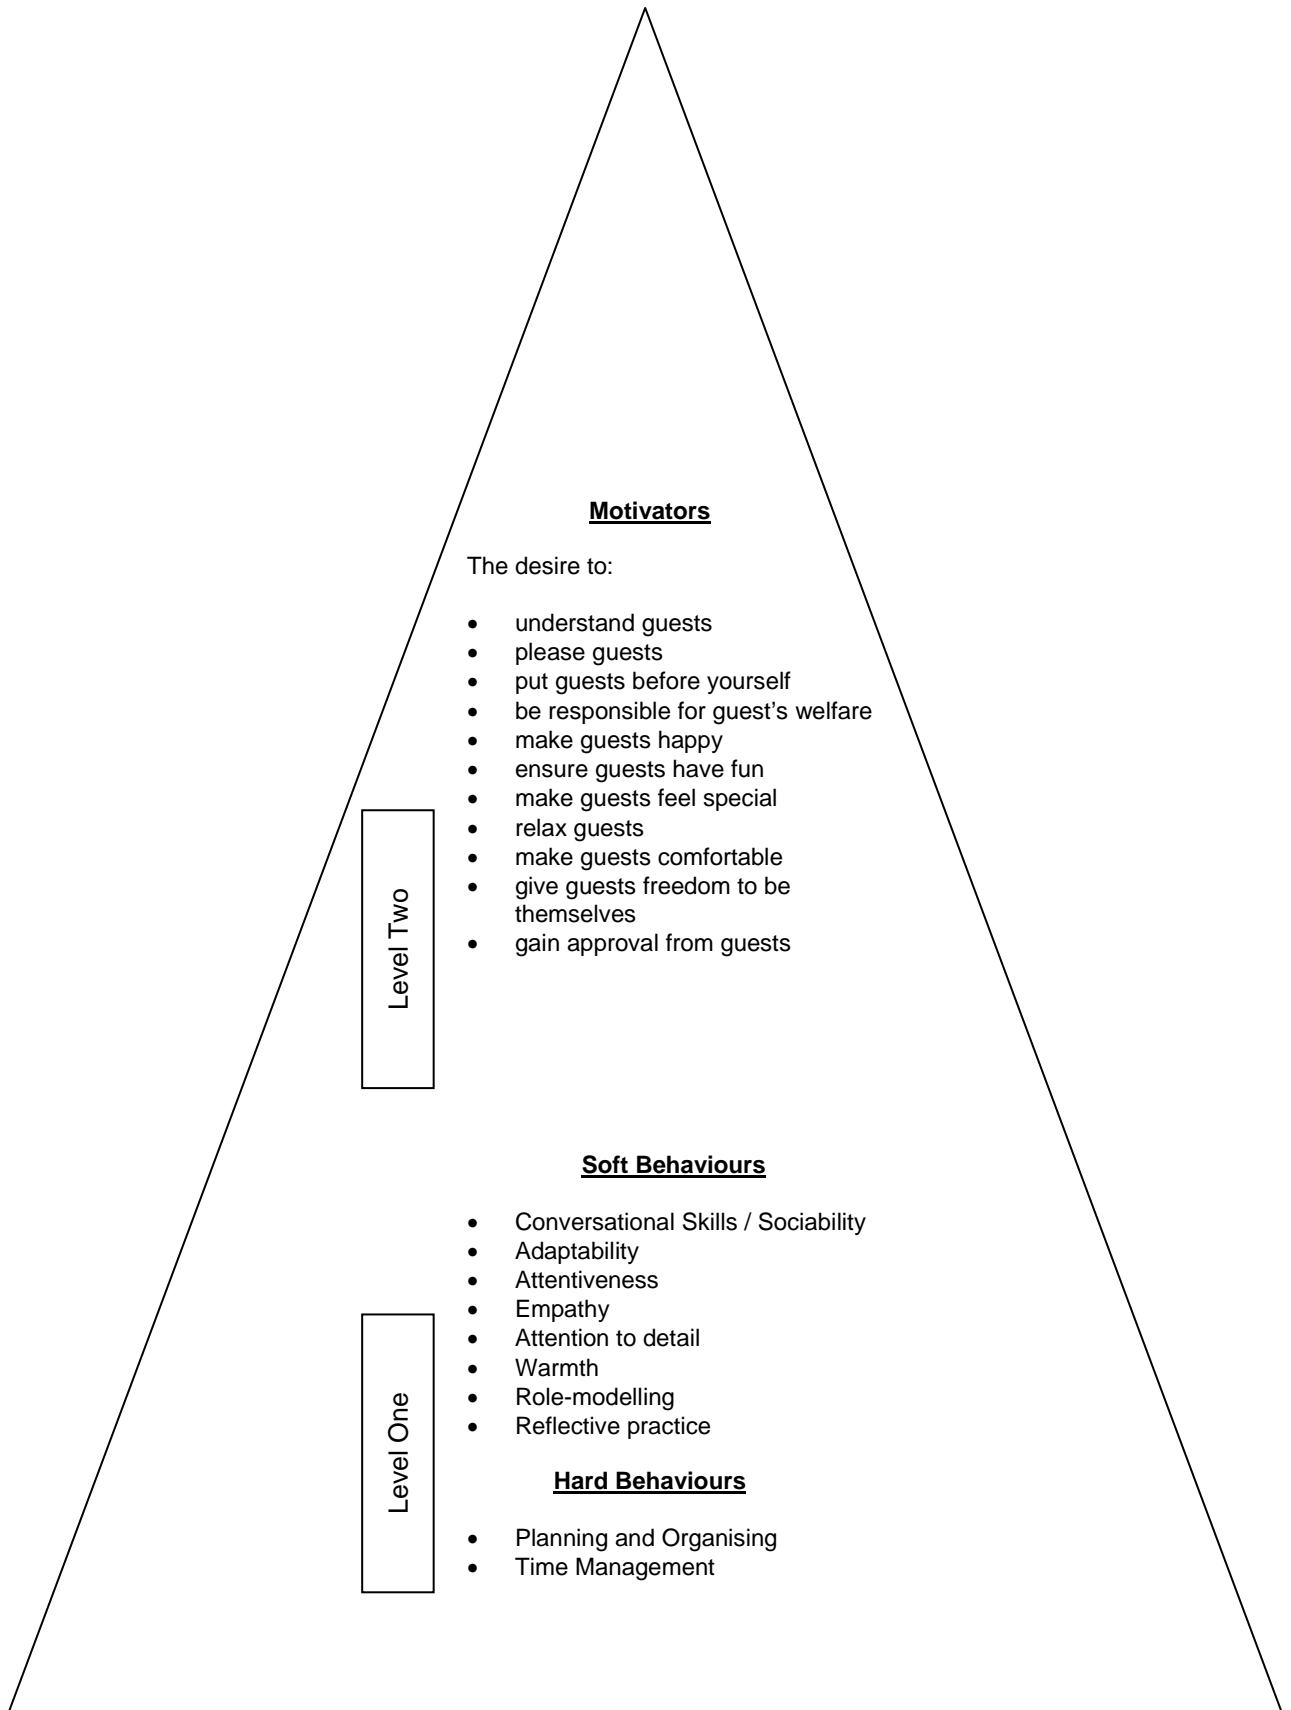 Motivators
The desire to:
• understand guests
• please guests
• put guests before yourself
• be responsible for guest’s welfare
• make guests happy
• ensure guests have fun
• make guests feel special
• relax guests
• make guests comfortable
• give guests freedom to be
themselves
• gain approval from guests
Level Two
Soft Behaviours
• Conversational Skills / Sociability
• Adaptability
• Attentiveness
• Empathy
• Attention to detail
• Warmth
• Role-modelling
• Reflective practice
Level One
Hard Behaviours
• Planning and Organising
• Time Management